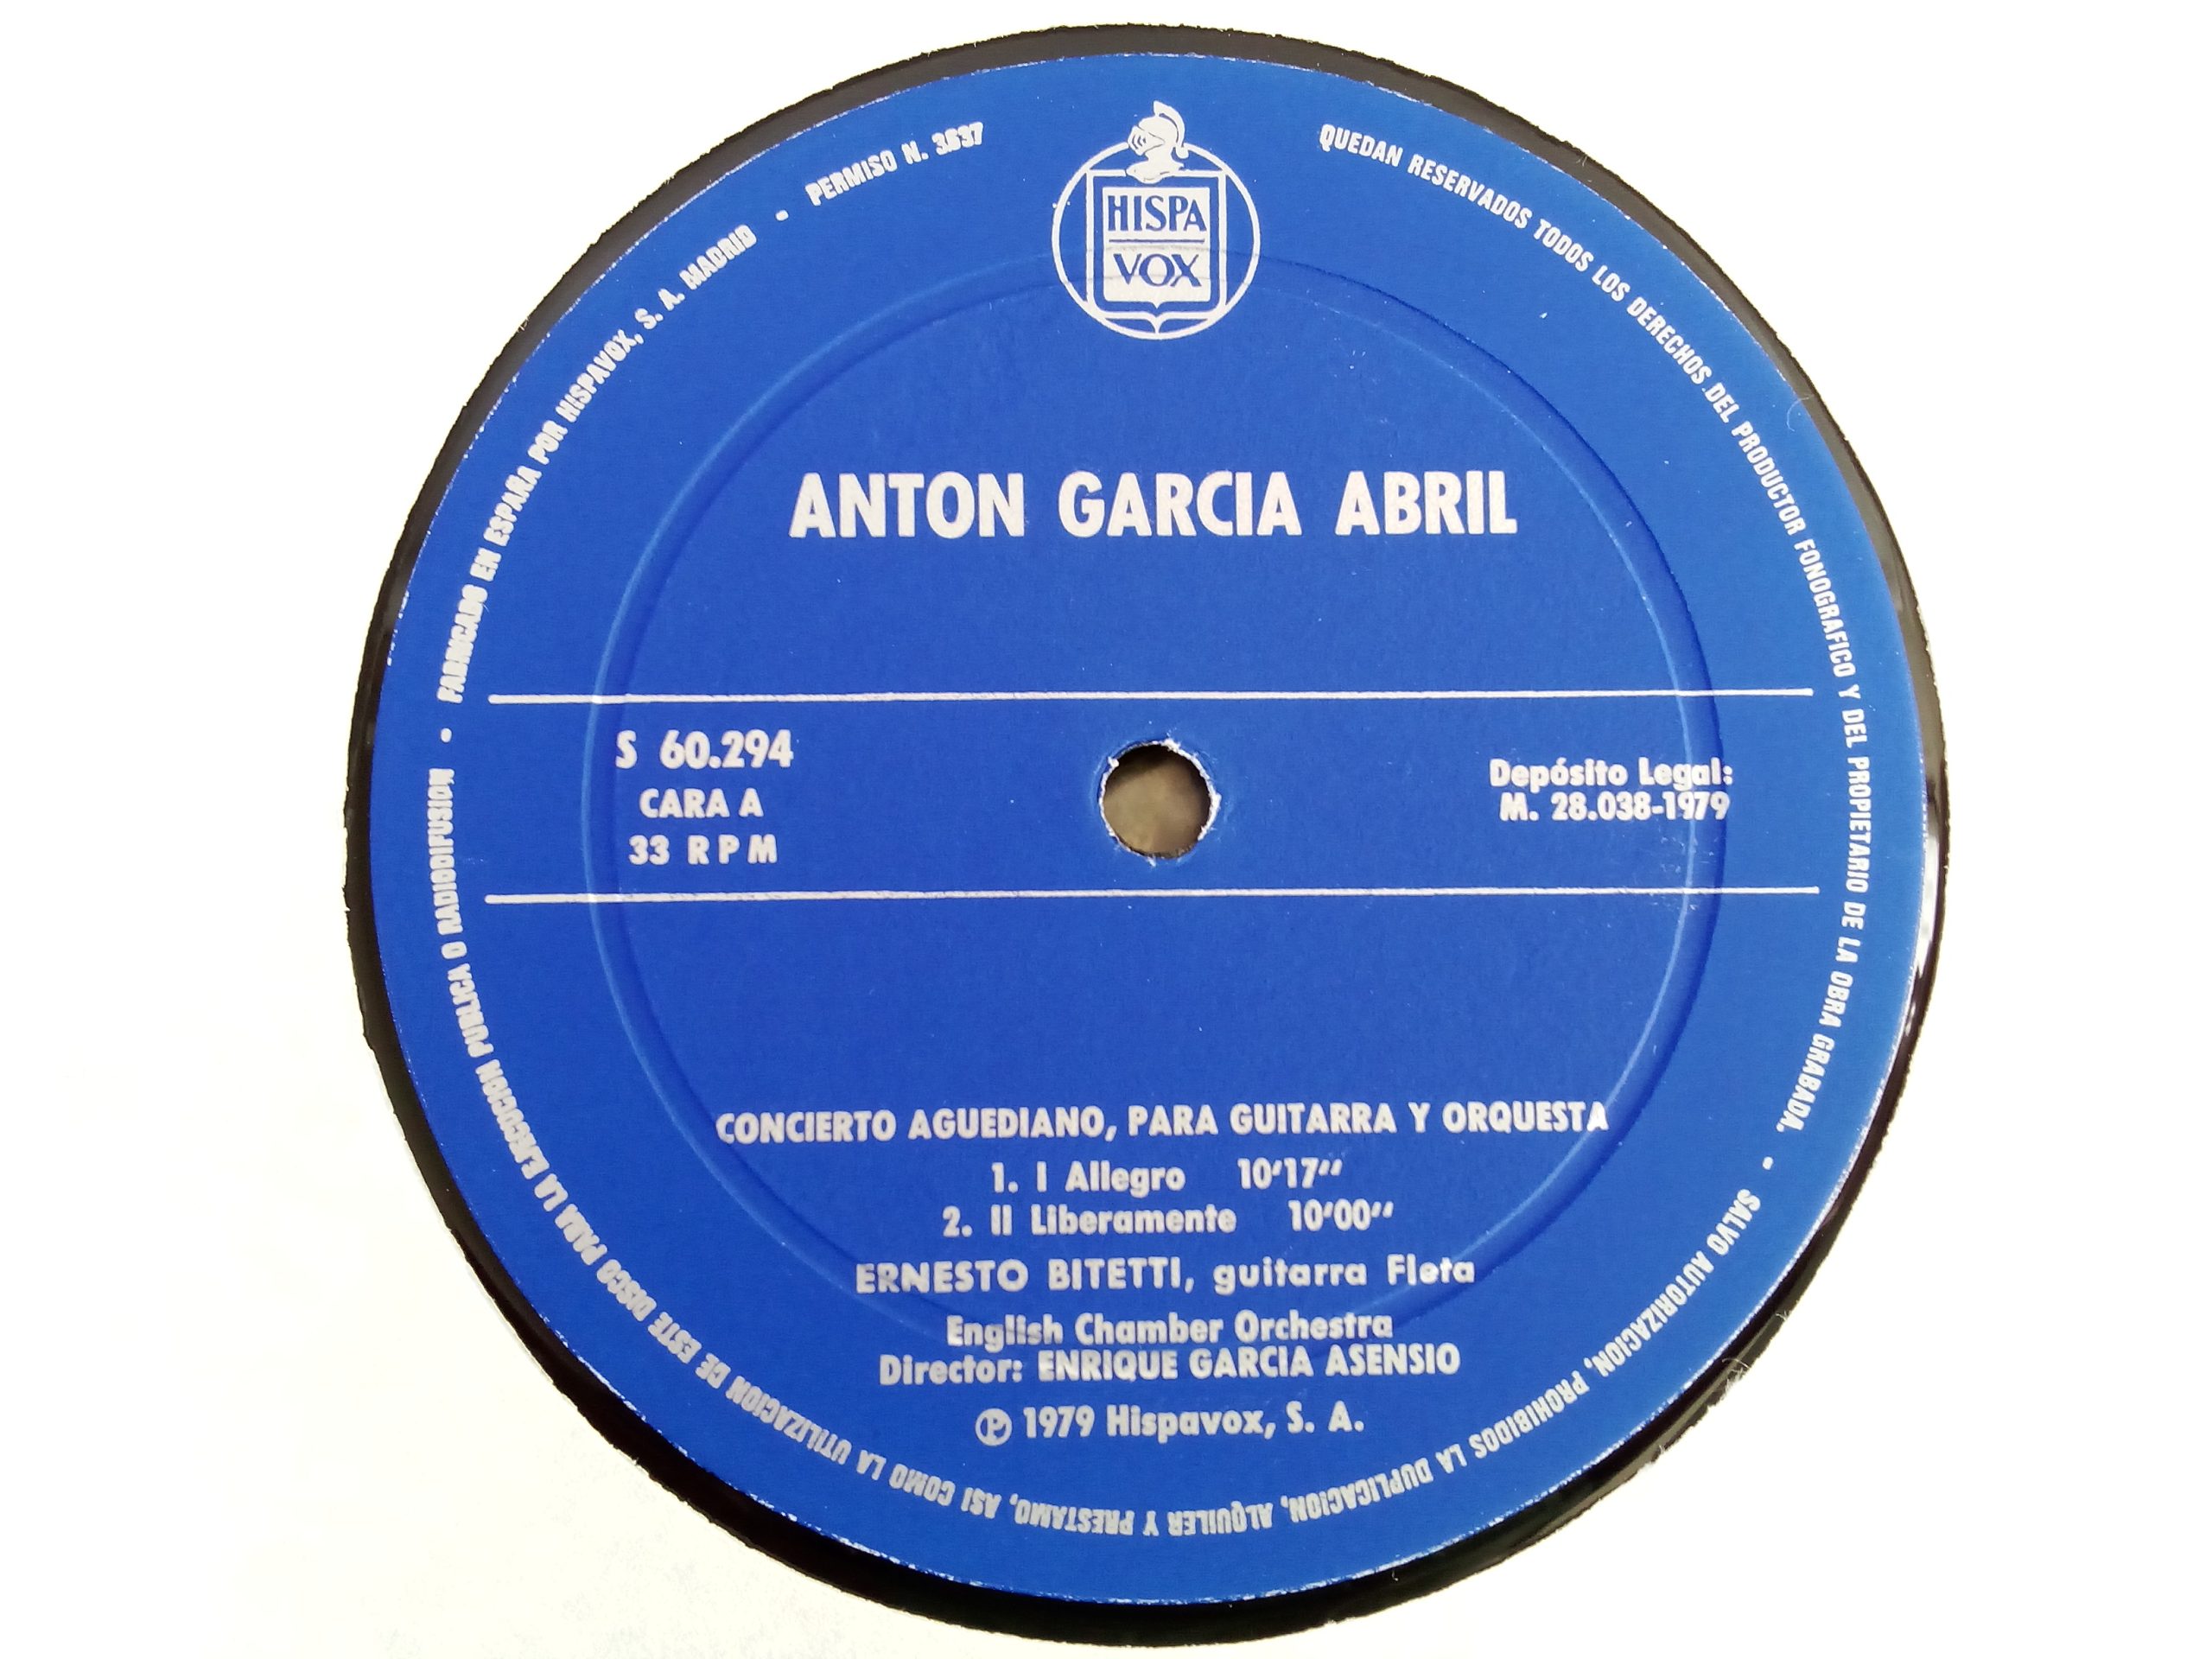 HISPA
VOX
ANTON GARCIA ABRIL
S 60.294
CARA A
33 RPM
Depósito Legal:
M. 28.038-1979
CONCIERTO AGUEDIANO, PARA GUITARRA Y ORQUESTA
1. I Allegro 10'17''
2. II Liberamente 10'00''
ERNESTO BITETTI, guitarra Fleta
English Chamber Orchestra
Director: ENRIQUE GARCIA ASENSIO
Ⓟ 1979 Hispavox, S. A.
QUEDAN RESERVADOS TODOS LOS DERECHOS DEL PRODUCTOR FONOGRAFICO Y DEL PROPIETARIO DE LA OBRA GRABADA. • SALVO AUTORIZACION, PROHIBIDOS LA DUPLICACION, ALQUILER Y PRESTAMO, ASI COMO LA UTILIZACION DE ESTE DISCO PARA LA EJECUCION PUBLICA O RADIODIFUSION • FABRICADO EN ESPAÑA POR HISPAVOX, S. A. MADRID • PERMISO N. 3.637